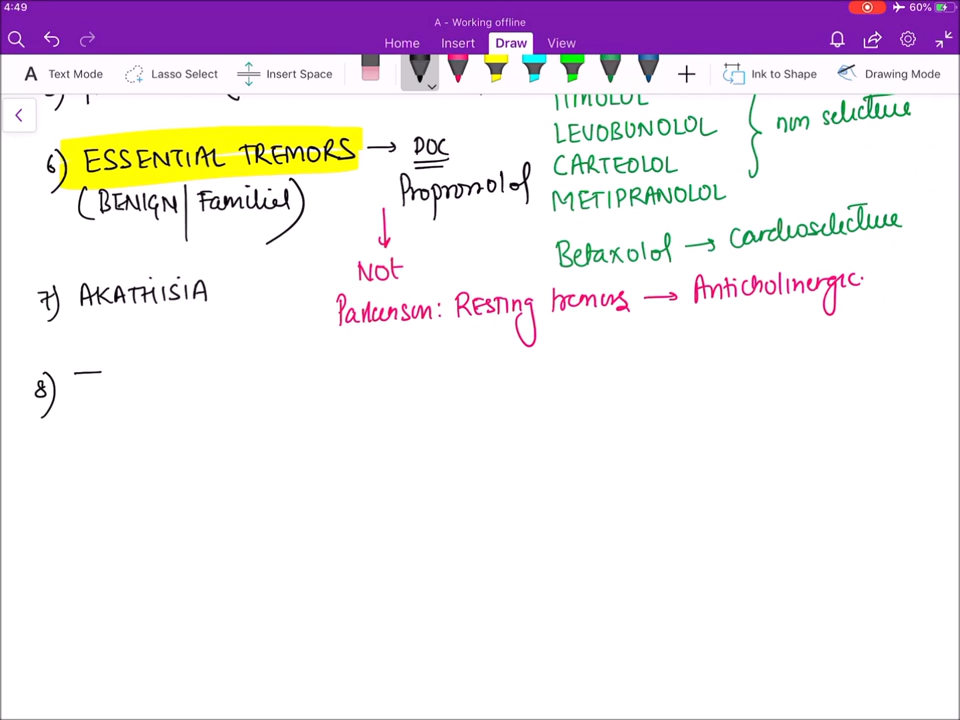 4:49
60%
A - Working offline
Home Insert Draw View
A Text Mode Lasso Select Insert Space + Ink to Shape Drawing Mode
TIMOLOL
LEVOBUNOLOL
CARTEOLOL
METIPRANOLOL
non selective
Betaxolol → Cardioselective
6) ESSENTIAL TREMORS → DOC
(BENIGN | Familial) Propranolol
↓
NOT
Parkinson: RESTING tremors → Anticholinergic.
7) AKATHISIA
8)